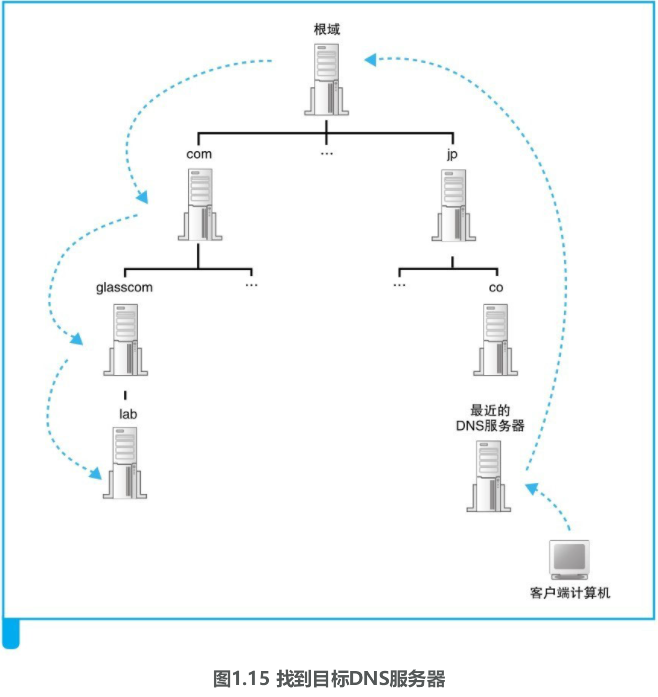 根域
com
…
jp
glasscom
…
…
co
lab
最近的
DNS服务器
客户端计算机
图1.15 找到目标DNS服务器